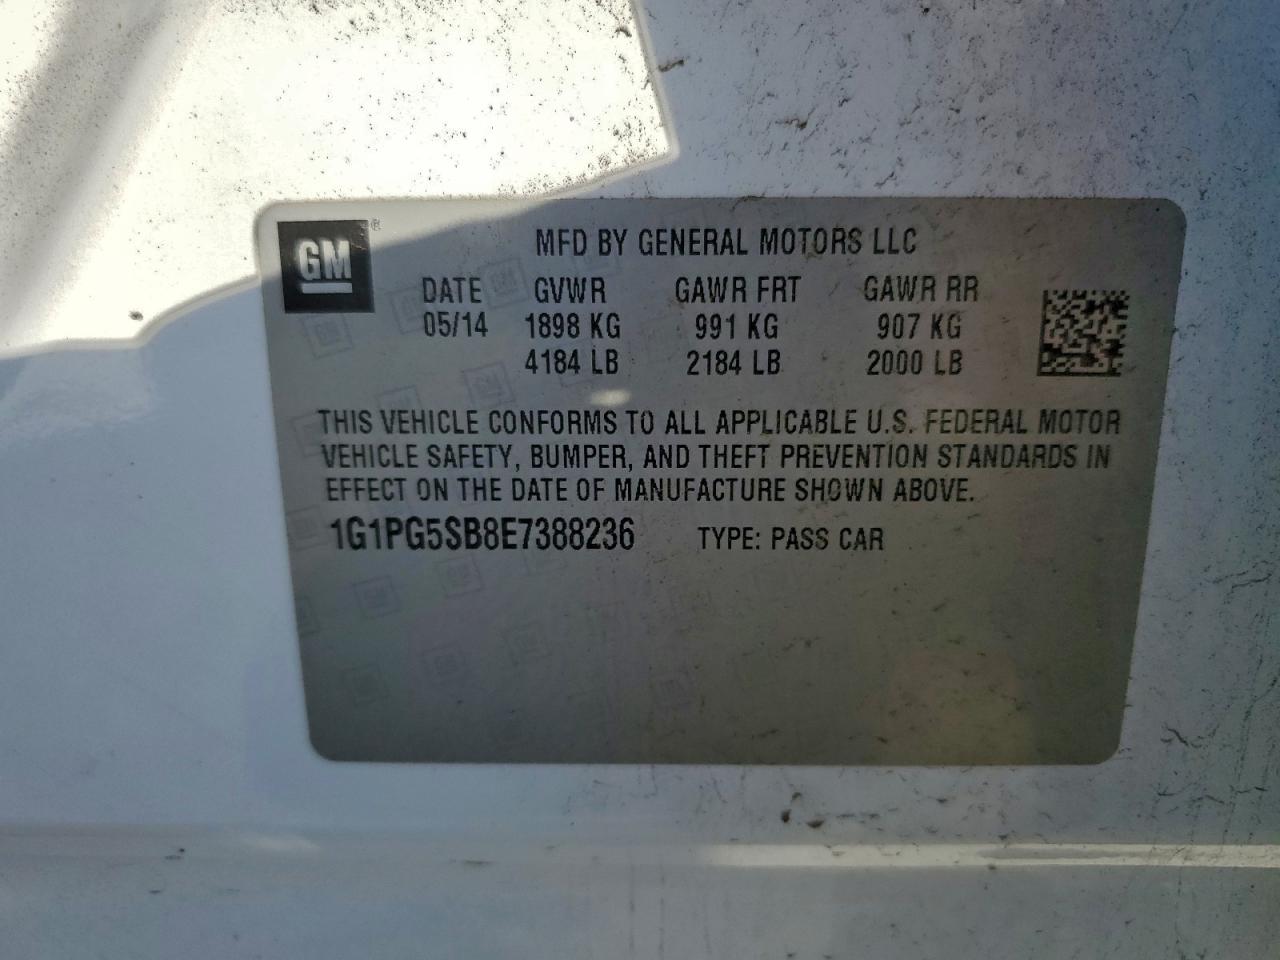 GM ®
MFD BY GENERAL MOTORS LLC
DATE GVWR GAWR FRT GAWR RR
05/14 1898 KG 991 KG 907 KG
4184 LB 2184 LB 2000 LB
THIS VEHICLE CONFORMS TO ALL APPLICABLE U.S. FEDERAL MOTOR
VEHICLE SAFETY, BUMPER, AND THEFT PREVENTION STANDARDS IN
EFFECT ON THE DATE OF MANUFACTURE SHOWN ABOVE.
1G1PG5SB8E7388236 TYPE: PASS CAR